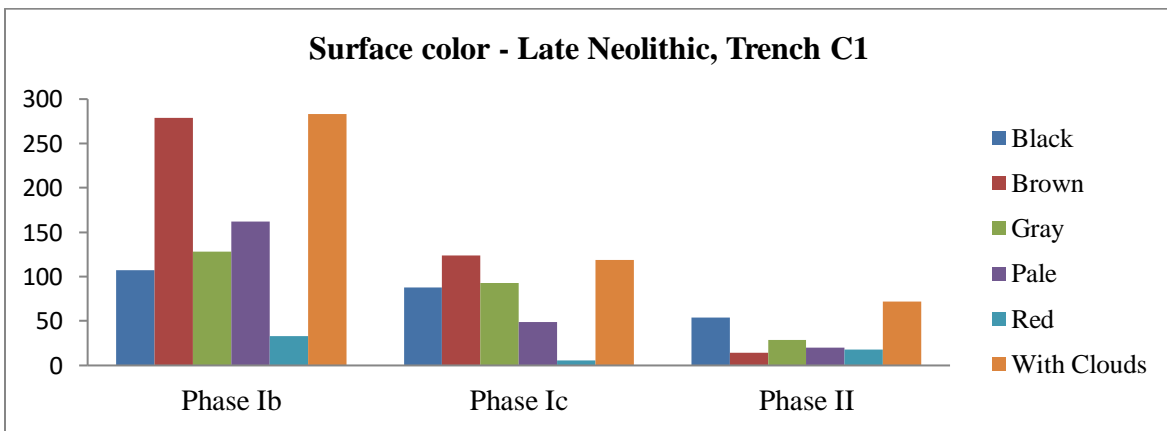 Surface color - Late Neolithic, Trench C1
300
250
200
150
100
50
0
Phase Ib
Phase Ic
Phase II
Black
Brown
Gray
Pale
Red
With Clouds